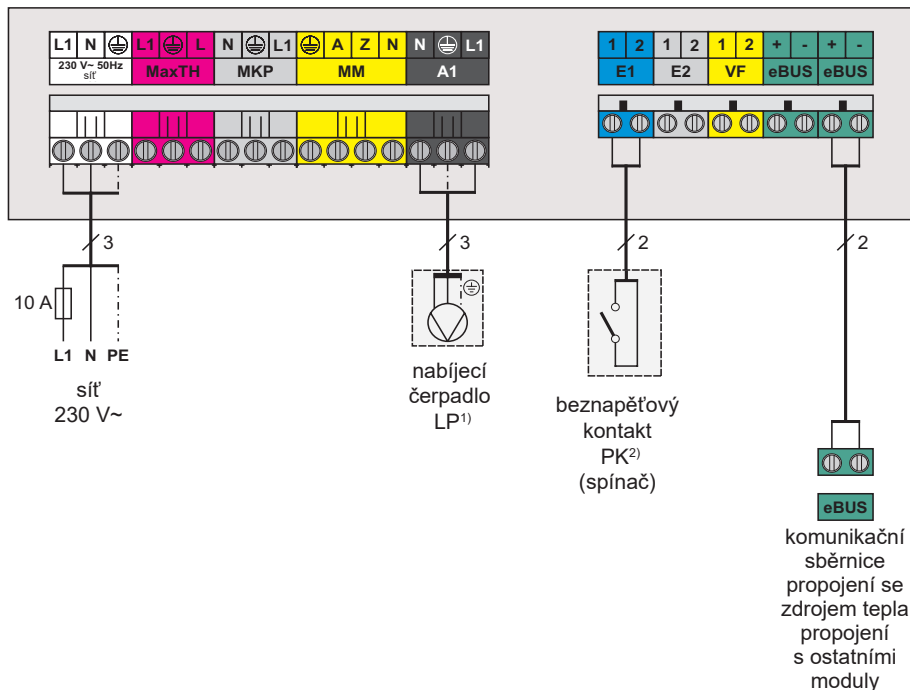 L1 N L1 L N L1 A Z N N L1
230 V~ 50Hz
síť
MaxTH MKP MM A1
1 2 1 2 1 2 + - + -
E1 E2 VF eBUS eBUS
3
3
2
2
10 A
L1 N PE
síť
230 V~
nabíjecí
čerpadlo
LP1)
beznapěťový
kontakt
PK2)
(spínač)
eBUS
komunikační
sběrnice
propojení se
zdrojem tepla
propojení
s ostatními
moduly